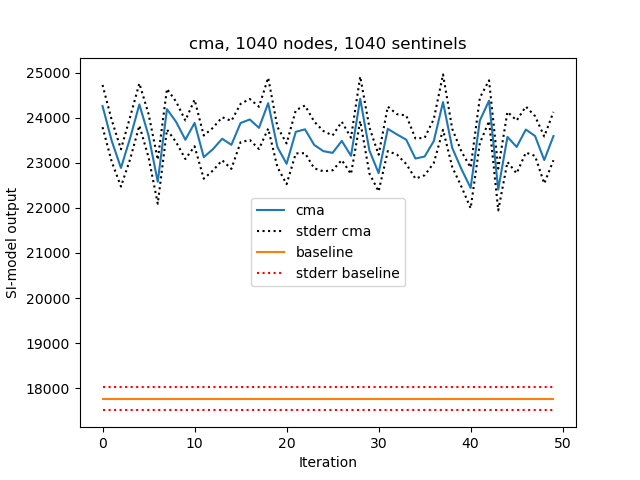 cma, 1040 nodes, 1040 sentinels
25000
24000
23000
22000
21000
20000
19000
18000
SI-model output
cma
stderr cma
baseline
stderr baseline
0 10 20 30 40 50
Iteration